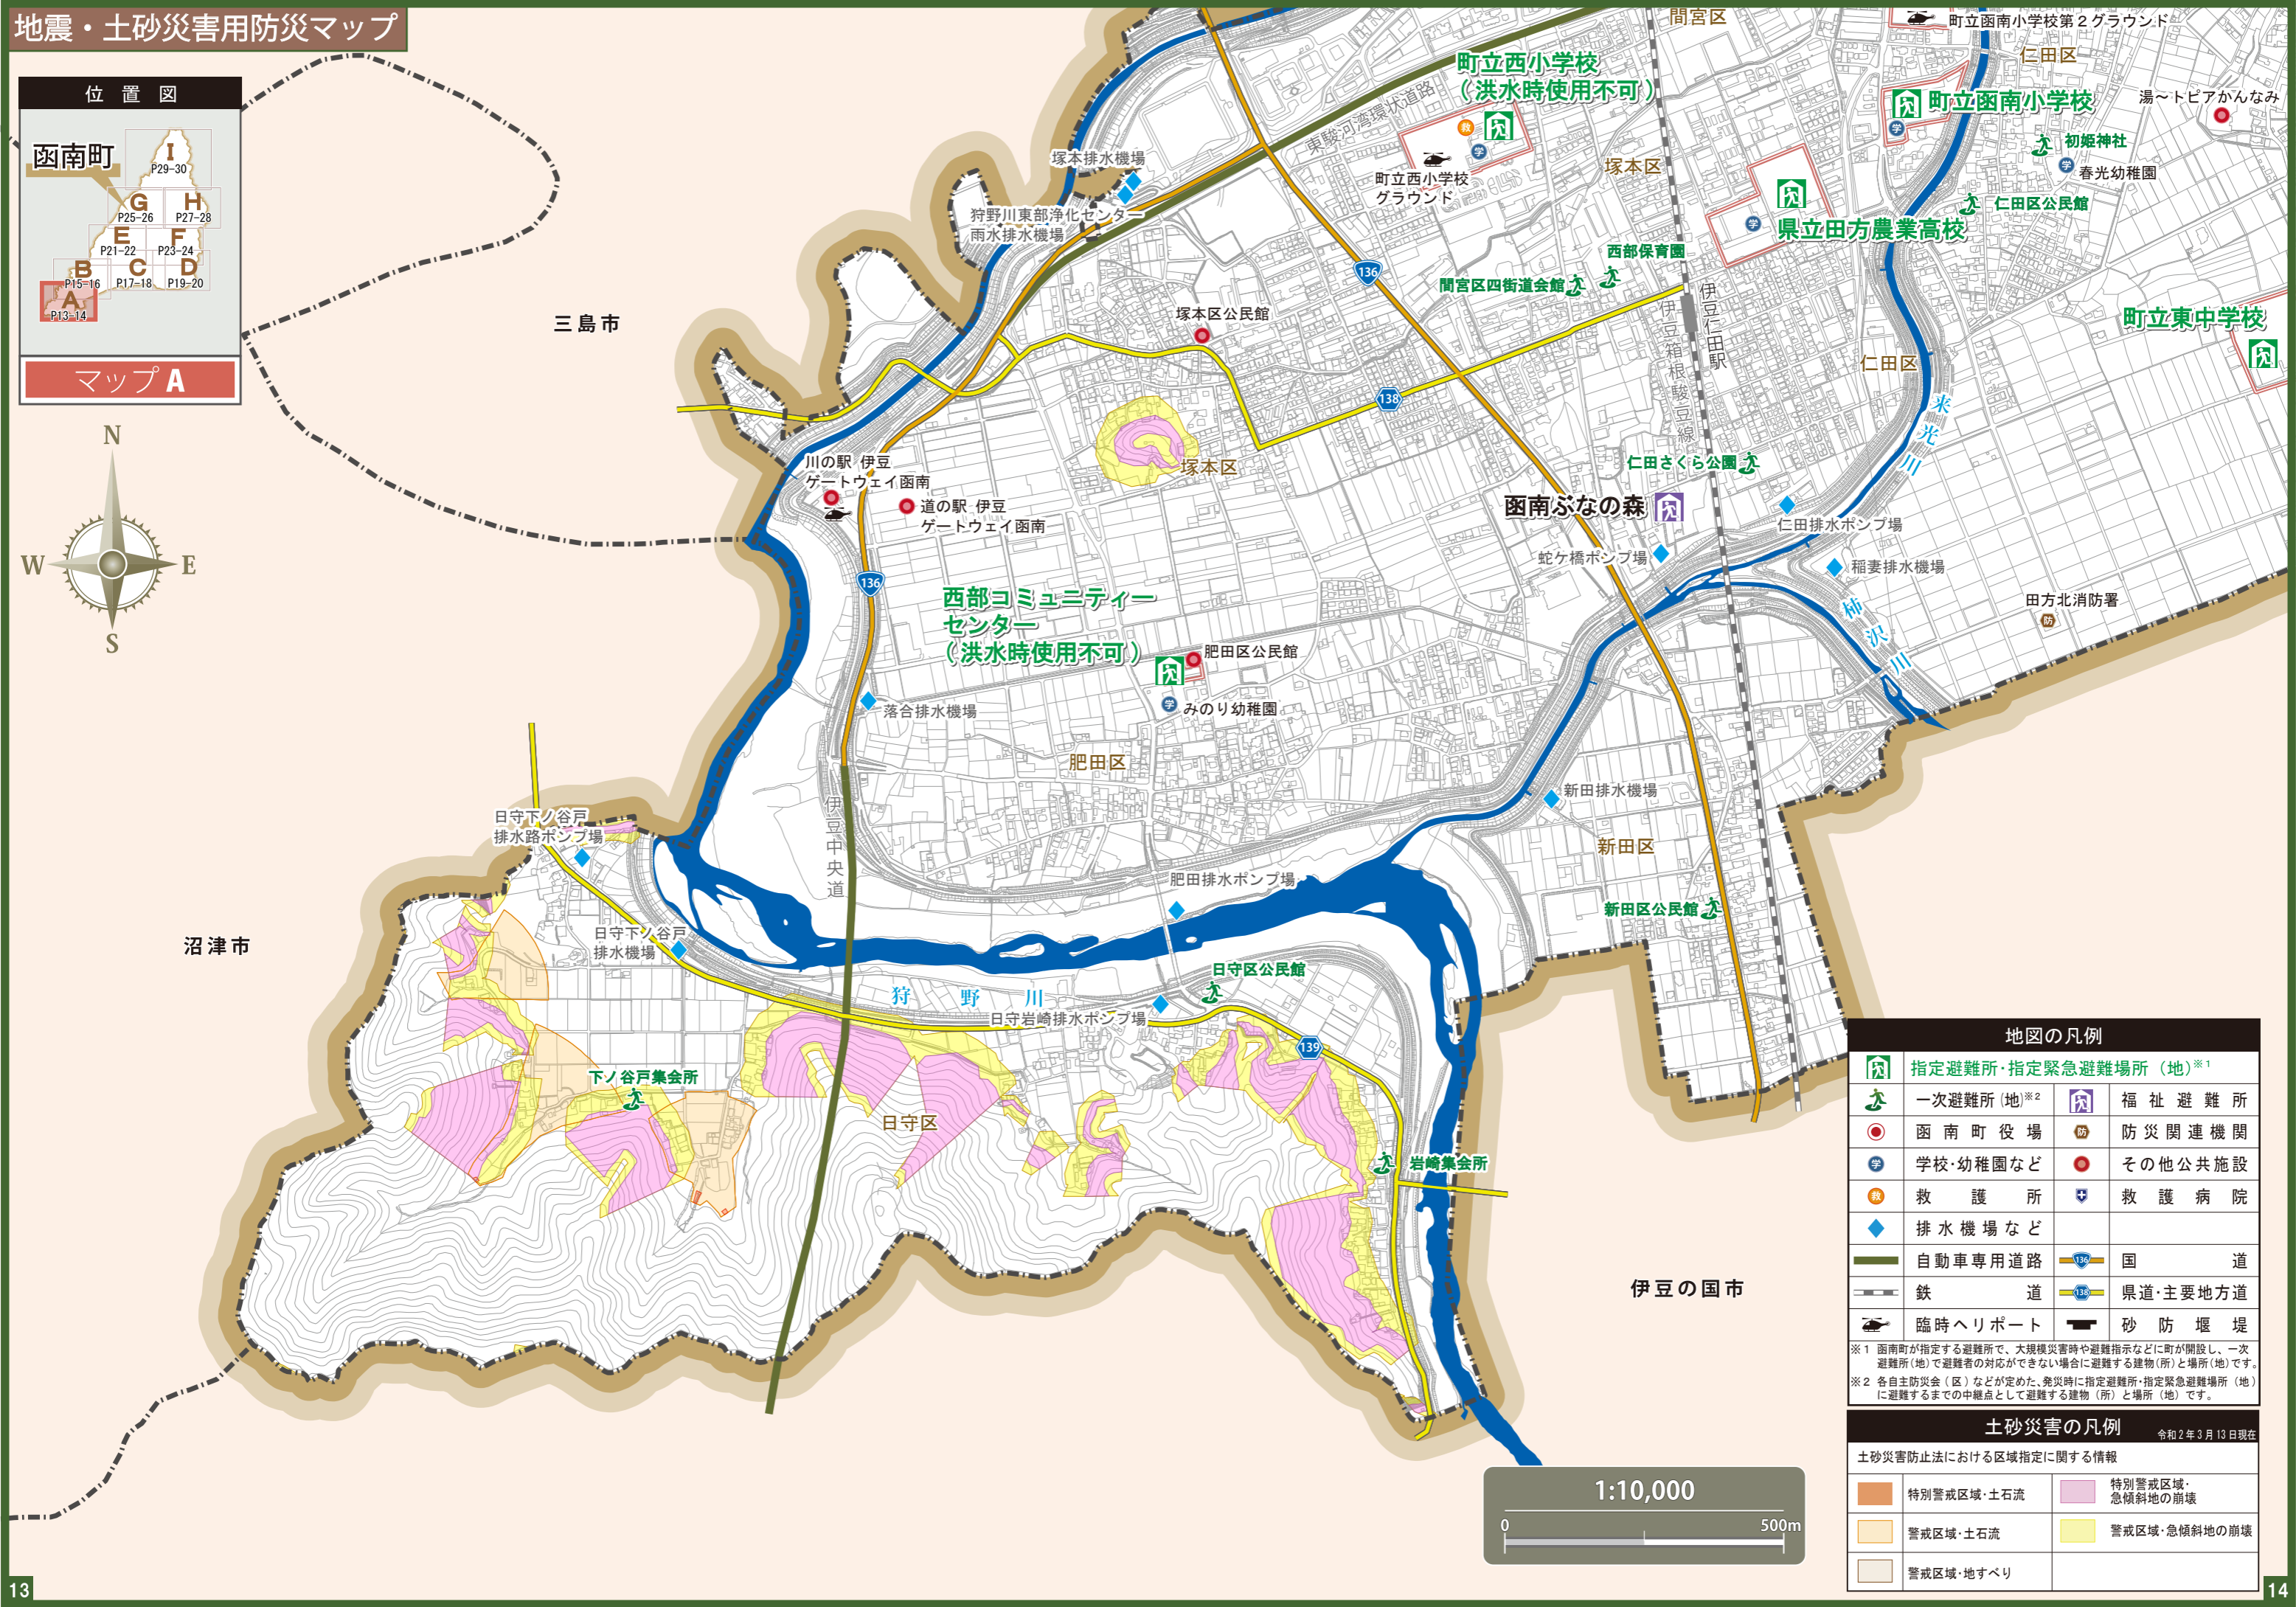 地震・土砂災害用防災マップ
位置図
函南町
I
P29-30
G
P25-26
H
P27-28
E
P21-22
F
P23-24
B
P15-16
C
P17-18
D
P19-20
A
P13-14
マップ A
N
W
E
S
三島市
沼津市
伊豆の国市
間宮区
町立函南小学校第2グラウンド
仁田区
町立西小学校
（洪水時使用不可）
東駿河湾環状道路
救
学
町立西小学校
グラウンド
塚本区
町立函南小学校
学
湯〜トピアかんなみ
初姫神社
学
春光幼稚園
仁田区公民館
学
県立田方農業高校
塚本排水機場
狩野川東部浄化センター
雨水排水機場
西部保育園
間宮区四街道会館
136
伊豆仁田駅
伊豆箱根駿豆線
町立東中学校
塚本区公民館
仁田区
138
来光川
塚本区
川の駅 伊豆
ゲートウェイ函南
道の駅 伊豆
ゲートウェイ函南
仁田さくら公園
函南ぶなの森
仁田排水ポンプ場
蛇ケ橋ポンプ場
稲妻排水機場
136
西部コミュニティー
センター
（洪水時使用不可）
田方北消防署
防
柿沢川
肥田区公民館
学
みのり幼稚園
落合排水機場
肥田区
新田排水機場
伊豆中央道
日守下ノ谷戸
排水路ポンプ場
新田区
肥田排水ポンプ場
新田区公民館
日守下ノ谷戸
排水機場
日守区公民館
狩野川
日守岩崎排水ポンプ場
139
下ノ谷戸集会所
日守区
岩崎集会所
地図の凡例
指定避難所・指定緊急避難場所（地）※1
一次避難所（地）※2
福祉避難所
函南町役場
防
防災関連機関
学
学校・幼稚園など
その他公共施設
救
救護所
救護病院
排水機場など
自動車専用道路
136
国道
鉄道
138
県道・主要地方道
臨時ヘリポート
砂防堰堤
※1 函南町が指定する避難所で、大規模災害時や避難指示などに町が開設し、一次
避難所（地）で避難者の対応ができない場合に避難する建物（所）と場所（地）です。
※2 各自主防災会（区）などが定めた、発災時に指定避難所・指定緊急避難場所（地）
に避難するまでの中継点として避難する建物（所）と場所（地）です。
土砂災害の凡例
令和2年3月13日現在
土砂災害防止法における区域指定に関する情報
特別警戒区域・土石流
特別警戒区域・
急傾斜地の崩壊
警戒区域・土石流
警戒区域・急傾斜地の崩壊
警戒区域・地すべり
1:10,000
0
500m
13
14